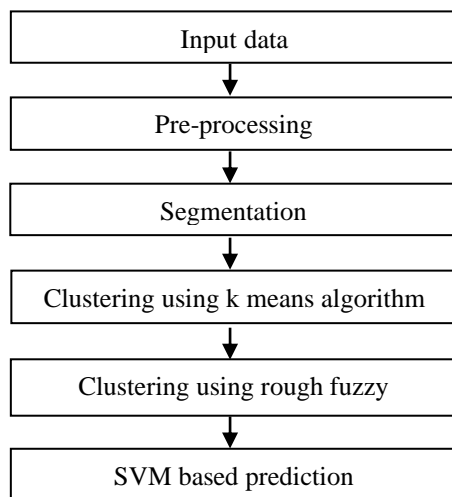 Input data
Pre-processing
Segmentation
Clustering using k means algorithm
Clustering using rough fuzzy
SVM based prediction